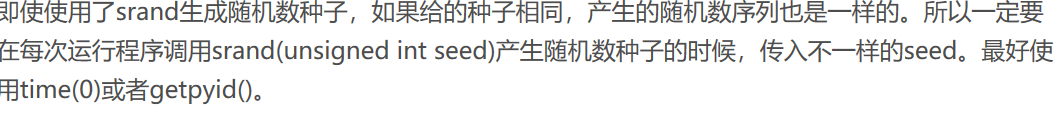 即使使用了srand生成随机数种子，如果给的种子相同，产生的随机数序列也是一样的。所以一定要
在每次运行程序调用srand(unsigned int seed)产生随机数种子的时候，传入不一样的seed。最好使
用time(0)或者getpyid()。